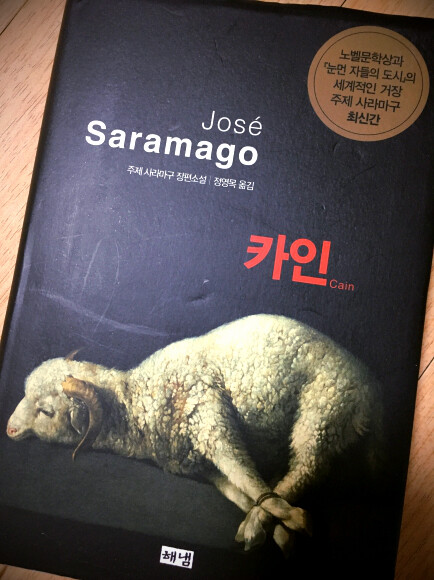 노벨문학상과
『눈먼 자들의 도시』의
세계적인 거장
주제 사라마구
최신간
José
Saramago
주제 사라마구 장편소설 | 정영목 옮김
카인
Cain
해냄